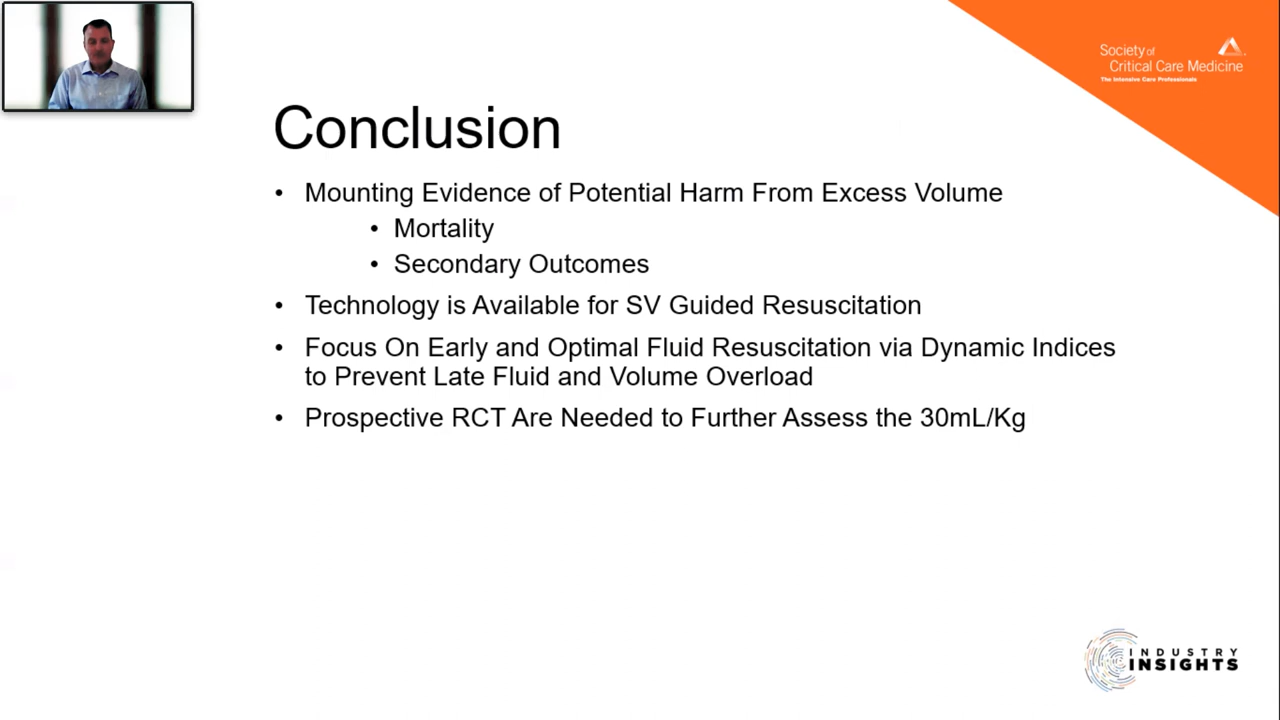 Society of
Critical Care Medicine
The Intensive Care Professionals
Conclusion
• Mounting Evidence of Potential Harm From Excess Volume
• Mortality
• Secondary Outcomes
• Technology is Available for SV Guided Resuscitation
• Focus On Early and Optimal Fluid Resuscitation via Dynamic Indices
to Prevent Late Fluid and Volume Overload
• Prospective RCT Are Needed to Further Assess the 30mL/Kg
INDUSTRY
INSIGHTS